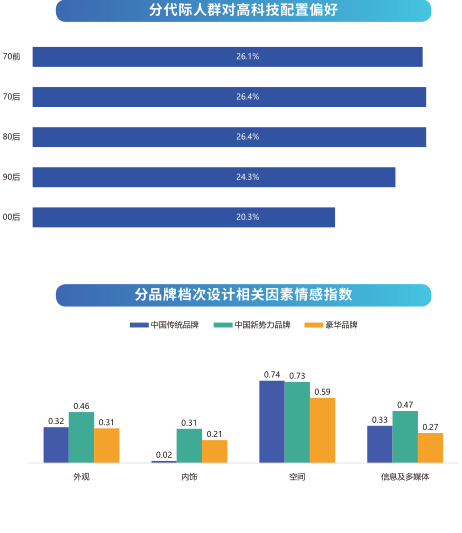 分代际人群对高科技配置偏好
70前 26.1%
70后 26.4%
80后 26.4%
90后 24.3%
00后 20.3%
分品牌档次设计相关因素情感指数
中国传统品牌 中国新势力品牌 豪华品牌
0.32 0.46 0.31 0.02 0.31 0.21 0.74 0.73 0.59 0.33 0.47 0.27
外观 内饰 空间 信息及多媒体